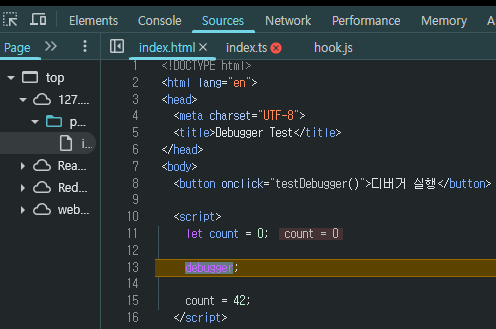 Elements Console Sources Network Performance Memory
Page index.html index.ts hook.js
top
127....
p...
i...
Rea...
Red...
web...
1 <!DOCTYPE html>
2 <html lang="en">
3 <head>
4 <meta charset="UTF-8">
5 <title>Debugger Test</title>
6 </head>
7 <body>
8 <button onclick="testDebugger()">디버거 실행</button>
9
10 <script>
11 let count = 0; count = 0
12
13 debugger;
14
15 count = 42;
16 </script>